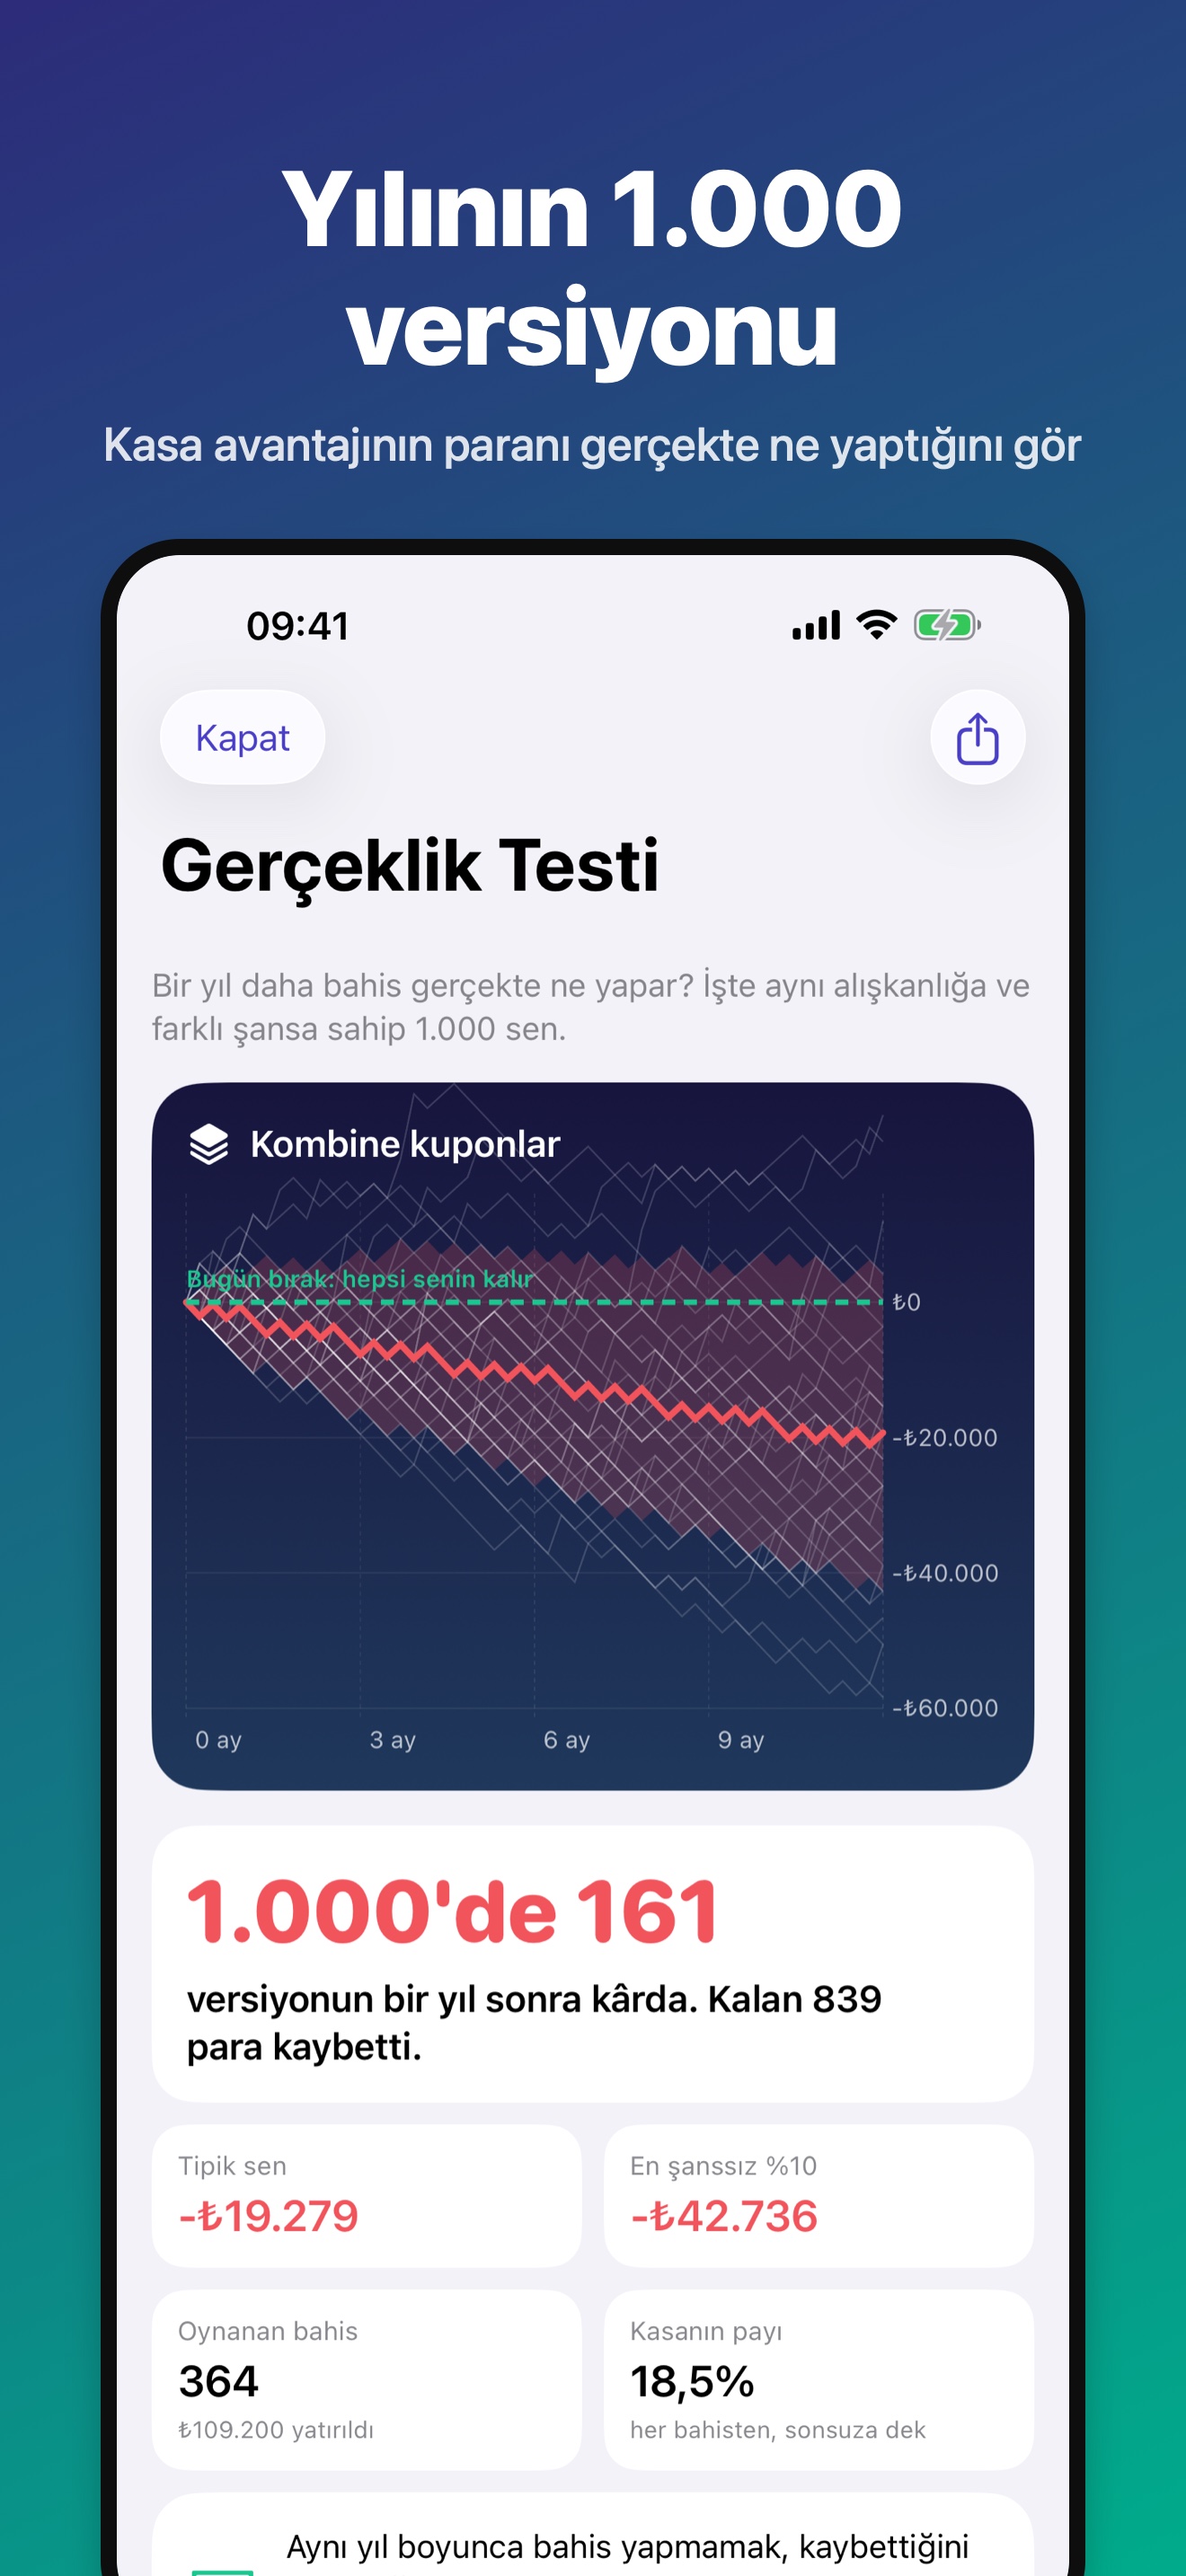 Yılının 1.000
versiyonu
Kasa avantajının paranı gerçekte ne yaptığını gör
09:41
Kapat
Gerçeklik Testi
Bir yıl daha bahis gerçekte ne yapar? İşte aynı alışkanlığa ve
farklı şansa sahip 1.000 sen.
Kombine kuponlar
Bugün bırak: hepsi senin kalır
₺0
-₺20.000
-₺40.000
-₺60.000
0 ay
3 ay
6 ay
9 ay
1.000'de 161
versiyonun bir yıl sonra kârda. Kalan 839
para kaybetti.
Tipik sen
-₺19.279
En şanssız %10
-₺42.736
Oynanan bahis
364
₺109.200 yatırıldı
Kasanın payı
18,5%
her bahisten, sonsuza dek
Aynı yıl boyunca bahis yapmamak, kaybettiğini